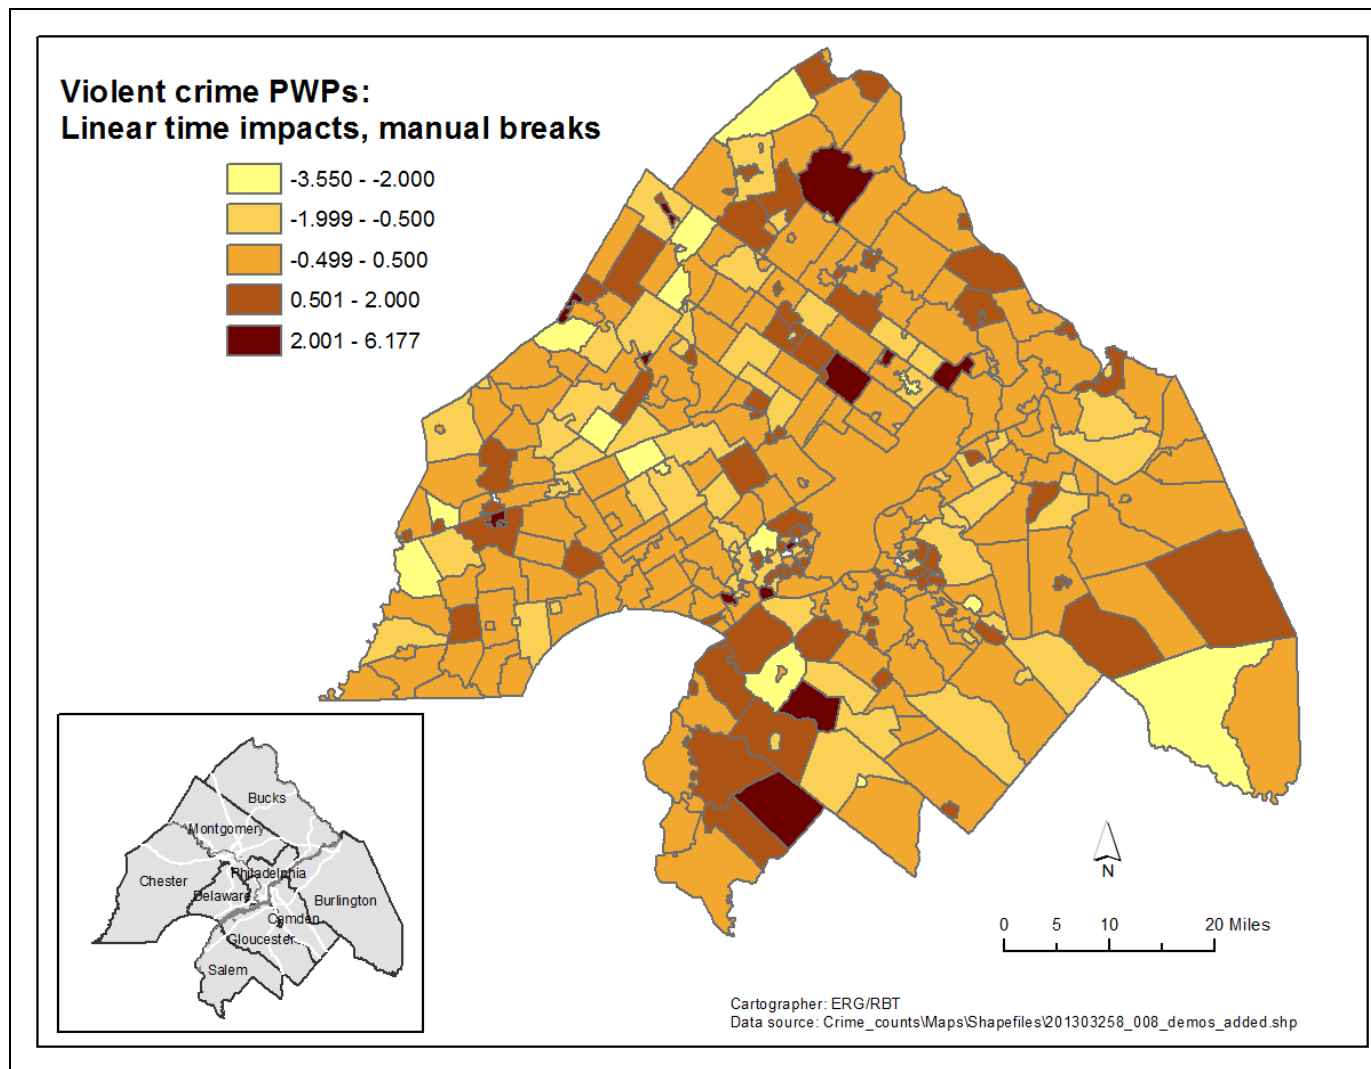 Violent crime PWPs:
Linear time impacts, manual breaks
-3.550 - -2.000
-1.999 - -0.500
-0.499 - 0.500
0.501 - 2.000
2.001 - 6.177
Bucks
Montgomery
Philadelphia
Chester
Delaware
Burlington
Camden
Gloucester
Salem
N
0 5 10 20 Miles
Cartographer: ERG/RBT
Data source: Crime_counts\Maps\Shapefiles\201303258_008_demos_added.shp